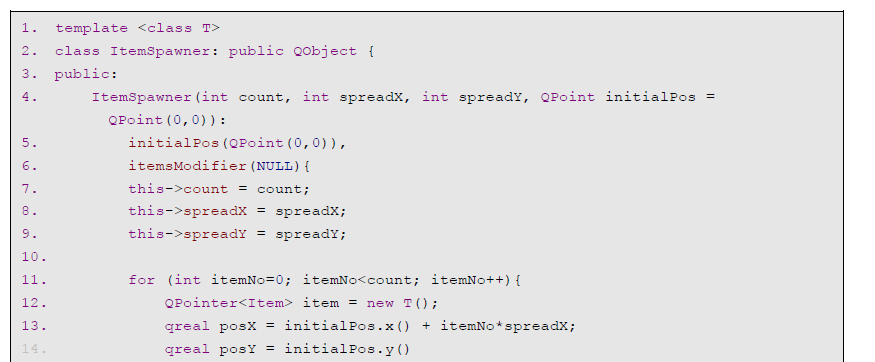 1. template <class T>
2. class ItemSpawner: public QObject {
3. public:
4. ItemSpawner(int count, int spreadX, int spreadY, QPoint initialPos =
QPoint(0,0)):
5. initialPos(QPoint(0,0)),
6. itemsModifier(NULL){
7. this->count = count;
8. this->spreadX = spreadX;
9. this->spreadY = spreadY;
10.
11. for (int itemNo=0; itemNo<count; itemNo++){
12. QPointer<Item> item = new T();
13. qreal posX = initialPos.x() + itemNo*spreadX;
14. qreal posY = initialPos.y()